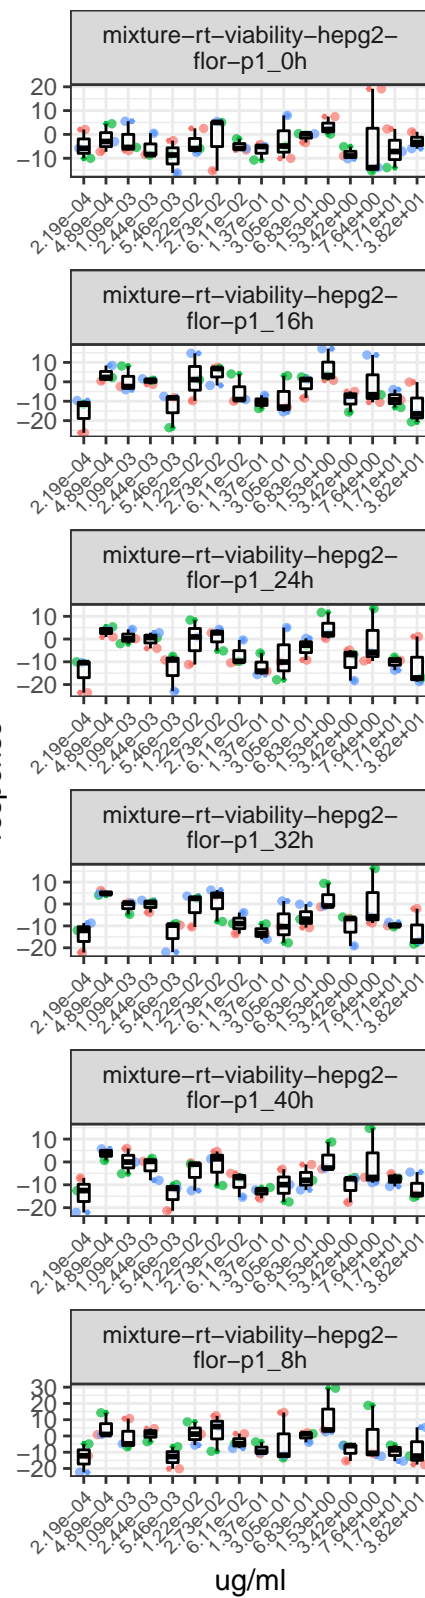 mixture−rt−viability−hepg2−
flor−p1_0h
20
10
0
−10
2.19e−04
4.89e−04
1.09e−03
2.44e−03
5.46e−03
1.22e−02
2.73e−02
6.11e−02
1.37e−01
3.05e−01
6.83e−01
1.53e+00
3.42e+00
7.64e+00
1.71e+01
3.82e+01
mixture−rt−viability−hepg2−
flor−p1_16h
10
0
−10
−20
2.19e−04
4.89e−04
1.09e−03
2.44e−03
5.46e−03
1.22e−02
2.73e−02
6.11e−02
1.37e−01
3.05e−01
6.83e−01
1.53e+00
3.42e+00
7.64e+00
1.71e+01
3.82e+01
mixture−rt−viability−hepg2−
flor−p1_24h
10
0
−10
−20
2.19e−04
4.89e−04
1.09e−03
2.44e−03
5.46e−03
1.22e−02
2.73e−02
6.11e−02
1.37e−01
3.05e−01
6.83e−01
1.53e+00
3.42e+00
7.64e+00
1.71e+01
3.82e+01
mixture−rt−viability−hepg2−
flor−p1_32h
10
0
−10
−20
2.19e−04
4.89e−04
1.09e−03
2.44e−03
5.46e−03
1.22e−02
2.73e−02
6.11e−02
1.37e−01
3.05e−01
6.83e−01
1.53e+00
3.42e+00
7.64e+00
1.71e+01
3.82e+01
mixture−rt−viability−hepg2−
flor−p1_40h
10
0
−10
−20
2.19e−04
4.89e−04
1.09e−03
2.44e−03
5.46e−03
1.22e−02
2.73e−02
6.11e−02
1.37e−01
3.05e−01
6.83e−01
1.53e+00
3.42e+00
7.64e+00
1.71e+01
3.82e+01
mixture−rt−viability−hepg2−
flor−p1_8h
30
20
10
0
−10
−20
2.19e−04
4.89e−04
1.09e−03
2.44e−03
5.46e−03
1.22e−02
2.73e−02
6.11e−02
1.37e−01
3.05e−01
6.83e−01
1.53e+00
3.42e+00
7.64e+00
1.71e+01
3.82e+01
ug/ml